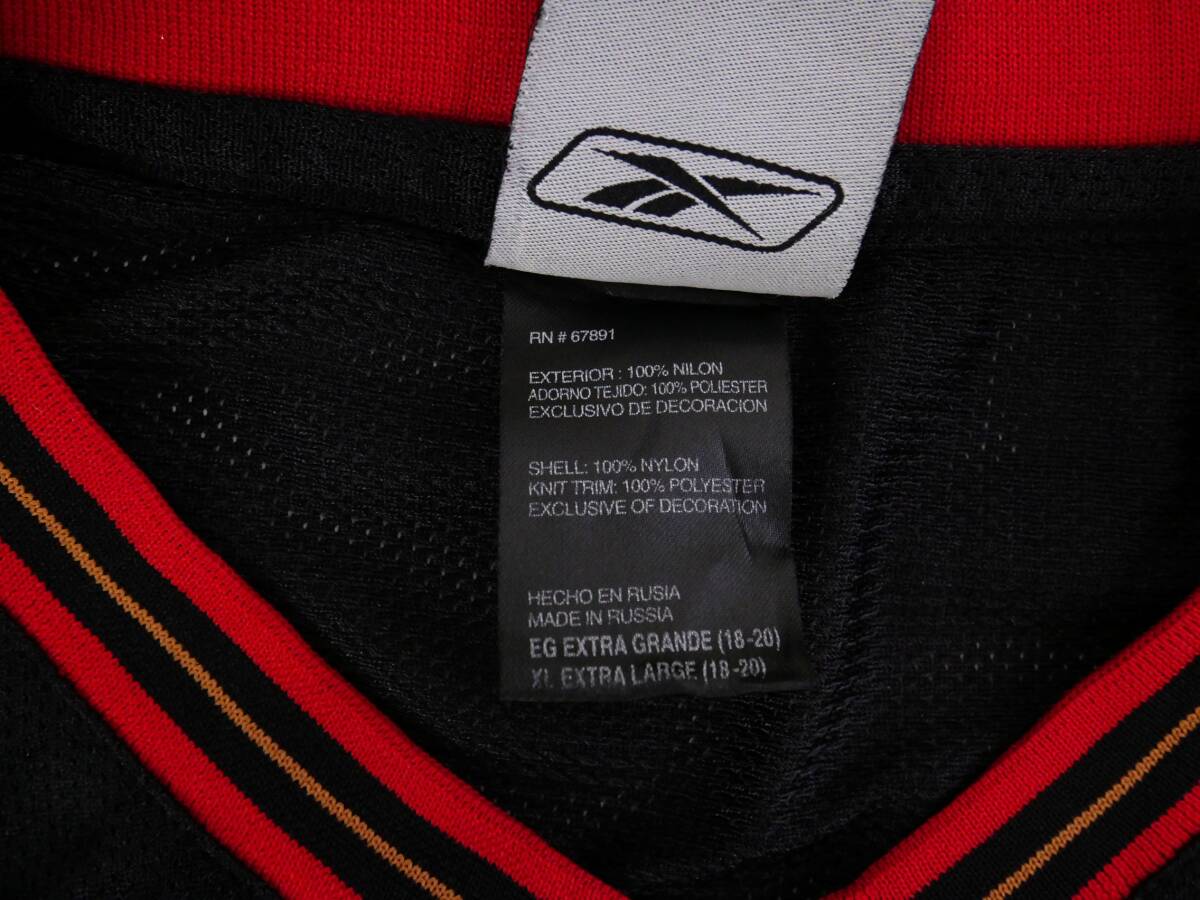 RN # 67891
EXTERIOR : 100% NILON
ADORNO TEJIDO: 100% POLIESTER
EXCLUSIVO DE DECORACION
SHELL: 100% NYLON
KNIT TRIM: 100% POLYESTER
EXCLUSIVE OF DECORATION
HECHO EN RUSIA
MADE IN RUSSIA
EG EXTRA GRANDE (18-20)
XL EXTRA LARGE (18-20)